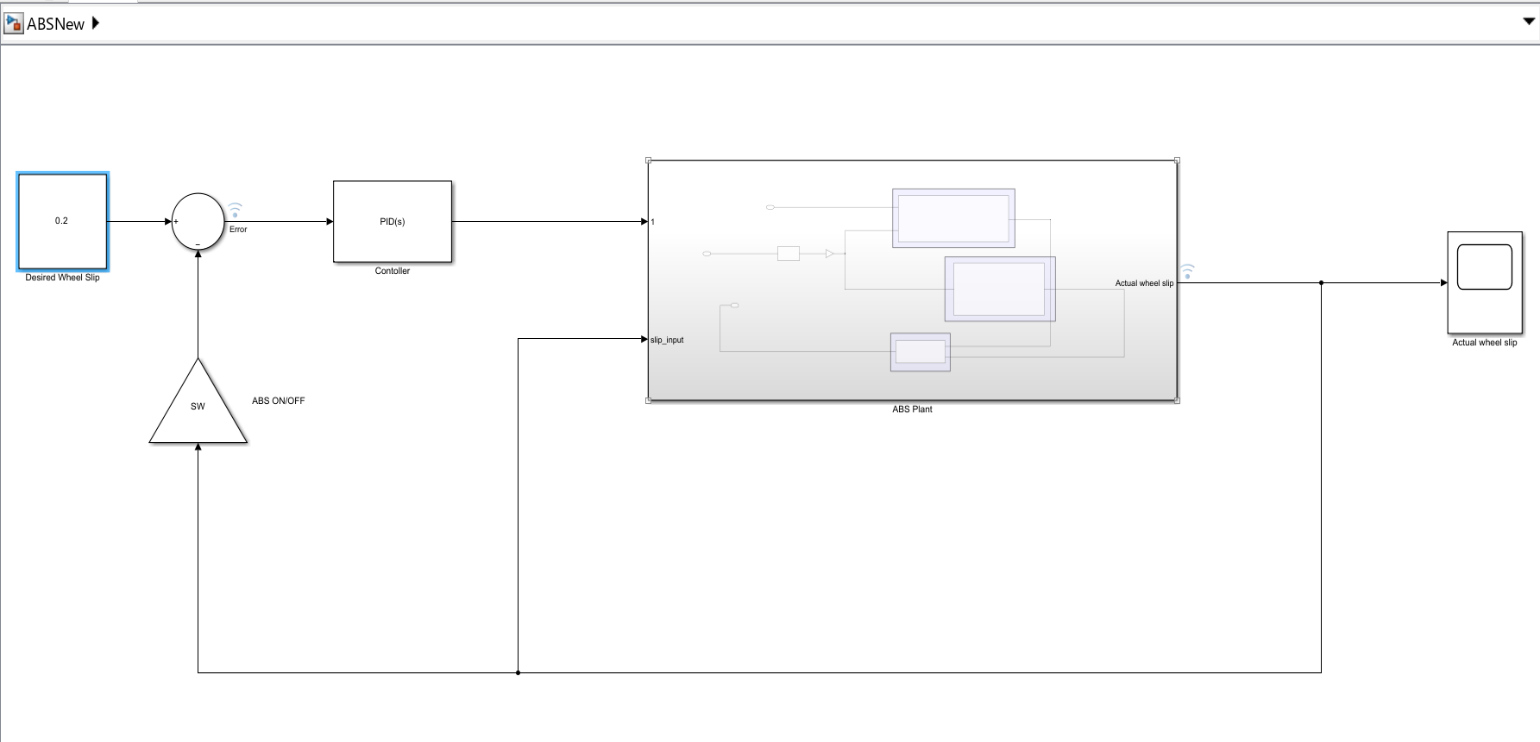 ABSNew
0.2
Desired Wheel Slip
+
−
Error
PID(s)
Contoller
1
slip_input
Actual wheel slip
ABS Plant
Actual wheel slip
SW
ABS ON/OFF